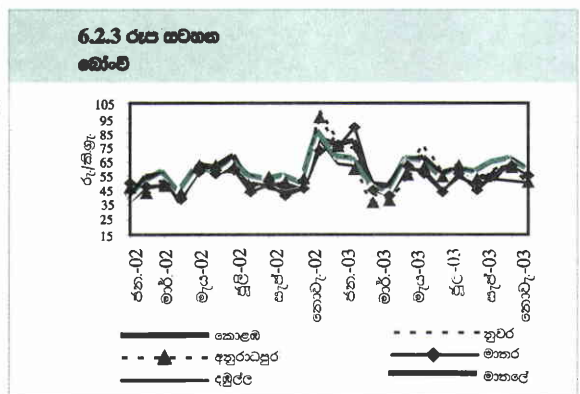 6.2.3 රූප සටහන
බෝංචි
රු/කිග්‍රෑ
105
95
85
75
65
55
45
35
25
15
ජන.-02
මාර්.-02
මැය-02
ජුලි-02
සැප්-02
නොවැ-02
ජන.-03
මාර්.-03
මැය-03
ජුලි-03
සැප්-03
නොවැ-03
කොළඹ
නුවර
අනුරාධපුර
මාතර
දඹුල්ල
මාතලේ